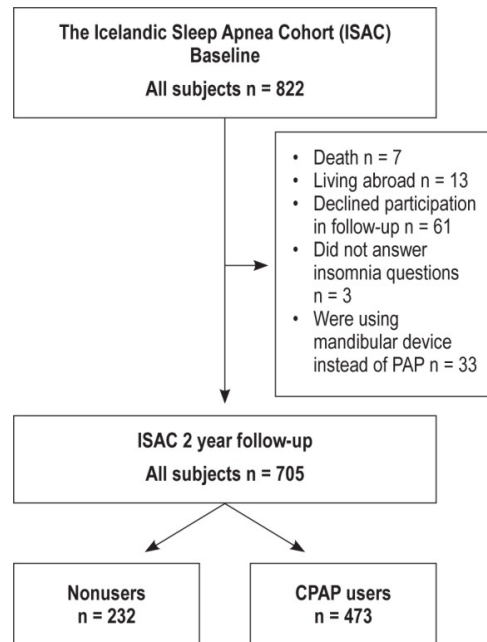 The Icelandic Sleep Apnea Cohort (ISAC)
Baseline
All subjects n = 822
• Death n = 7
• Living abroad n = 13
• Declined participation
in follow-up n = 61
• Did not answer
insomnia questions
n = 3
• Were using
mandibular device
instead of PAP n = 33
ISAC 2 year follow-up
All subjects n = 705
Nonusers
n = 232
CPAP users
n = 473